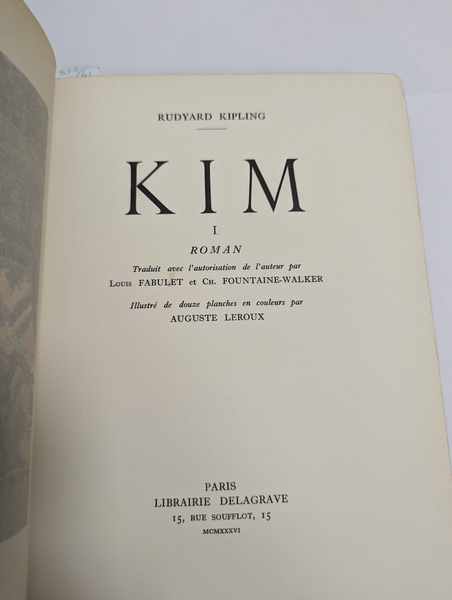 RUDYARD KIPLING
KIM
I
ROMAN
Traduit avec l'autorisation de l'auteur par
LOUIS FABULET et CH. FOUNTAINE-WALKER
Illustré de douze planches en couleurs par
AUGUSTE LEROUX
PARIS
LIBRAIRIE DELAGRAVE
15, RUE SOUFFLOT, 15
MCMXXXVI